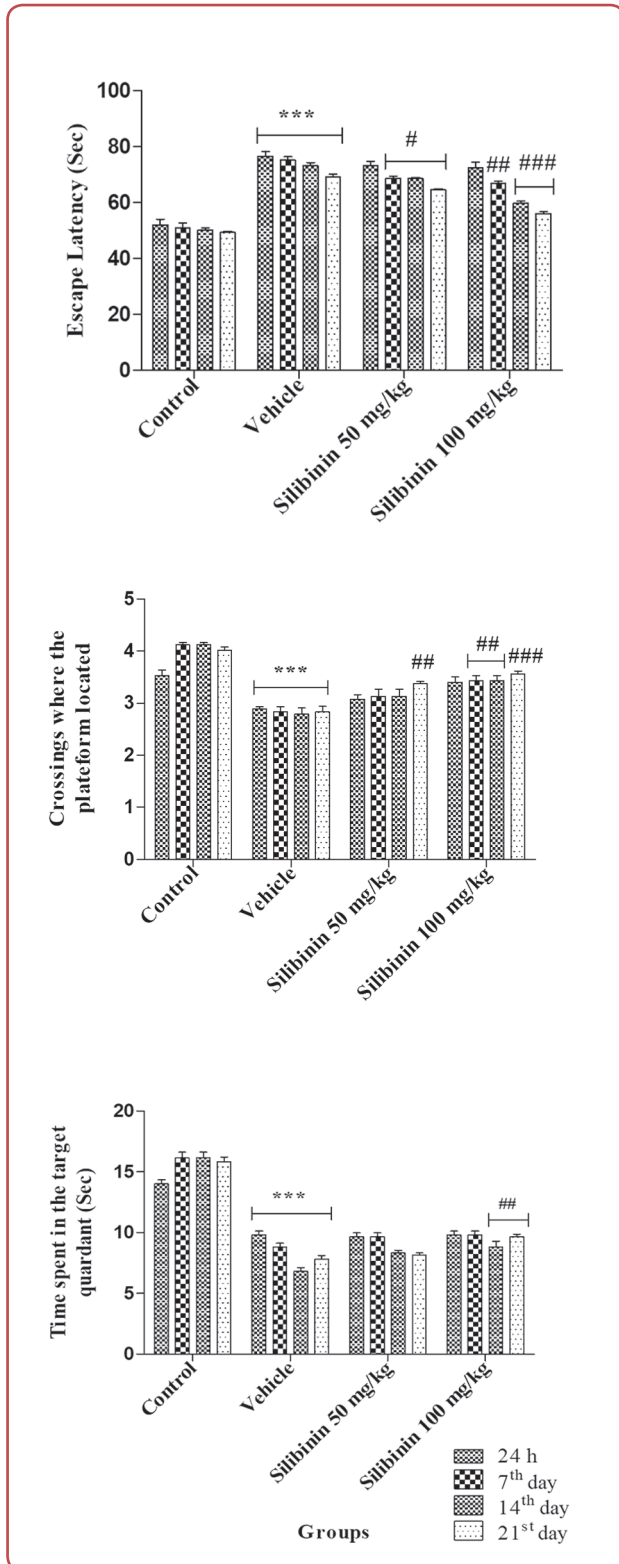 Escape Latency (Sec)
100
80
60
40
20
0
***
#
##
###
Control
Vehicle
Silibinin 50 mg/kg
Silibinin 100 mg/kg
Crossings where the
plateform located
5
4
3
2
1
0
***
##
##
###
Control
Vehicle
Silibinin 50 mg/kg
Silibinin 100 mg/kg
Time spent in the target
quardant (Sec)
20
15
10
5
0
***
##
Control
Vehicle
Silibinin 50 mg/kg
Silibinin 100 mg/kg
Groups
24 h
7th day
14th day
21st day